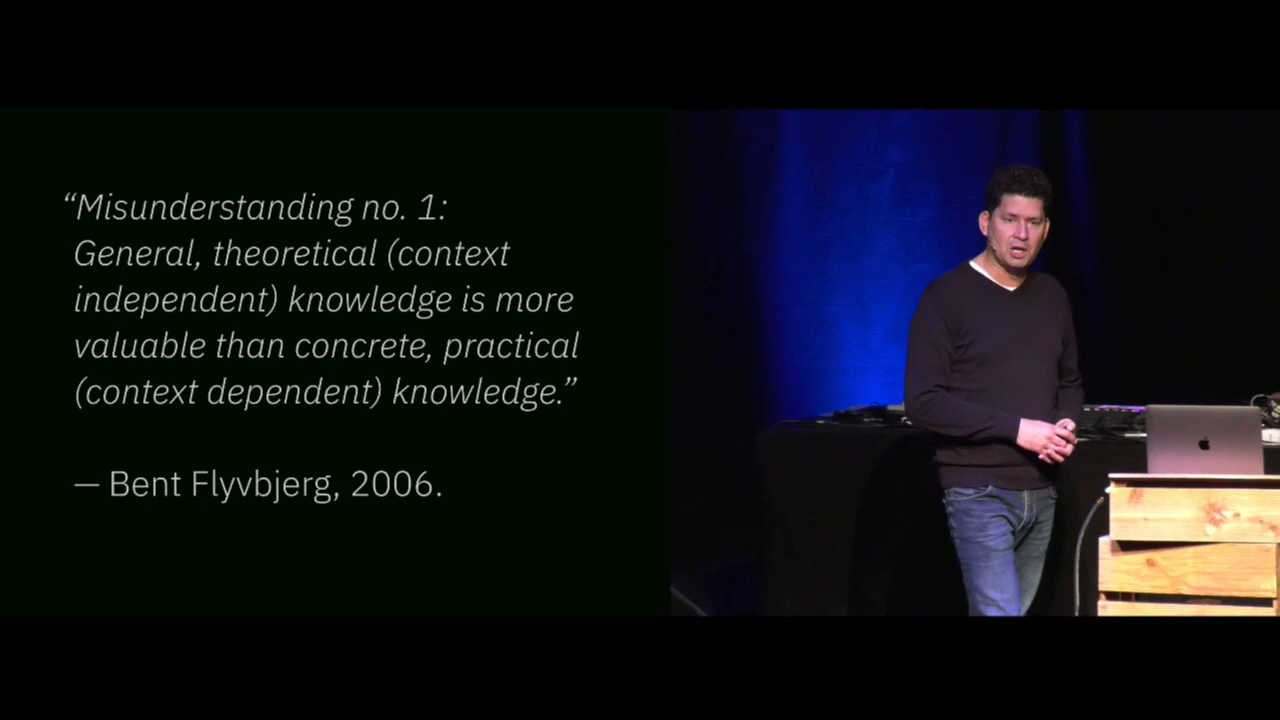 “Misunderstanding no. 1:
General, theoretical (context
independent) knowledge is more
valuable than concrete, practical
(context dependent) knowledge.”
— Bent Flyvbjerg, 2006.